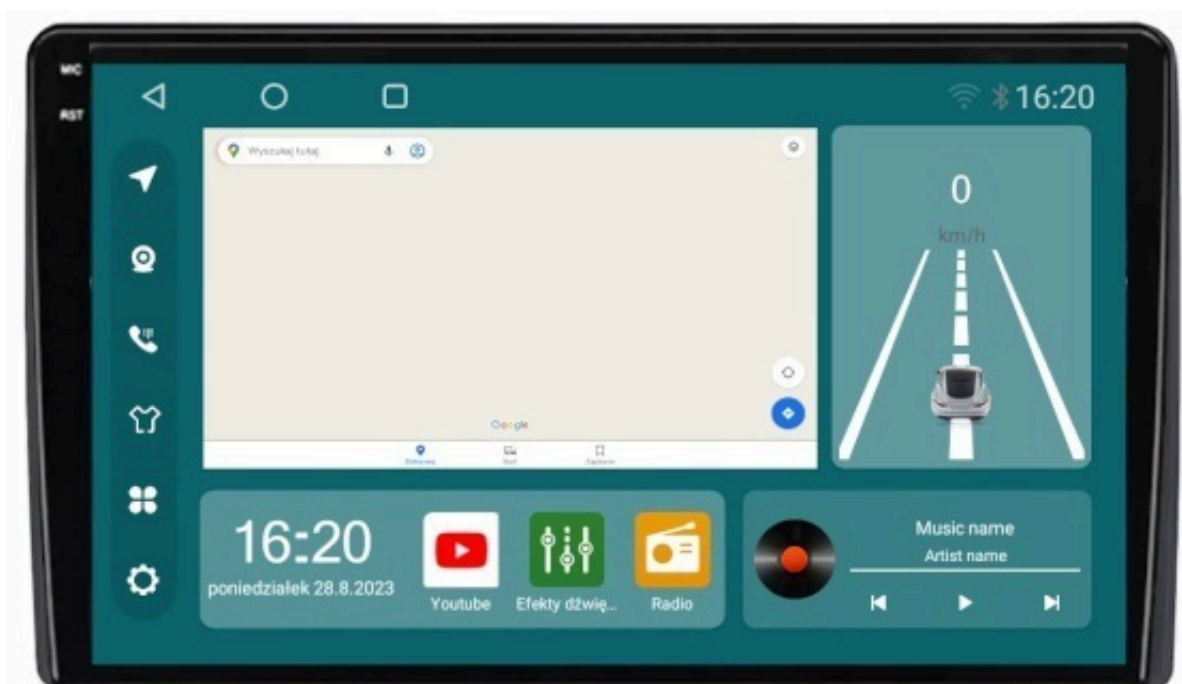 MIC
RST
16:20
Wyszukaj tutaj
0
km/h
Google
16:20
poniedziałek 28.8.2023
Youtube
Efekty dźwię...
Radio
Music name
Artist name